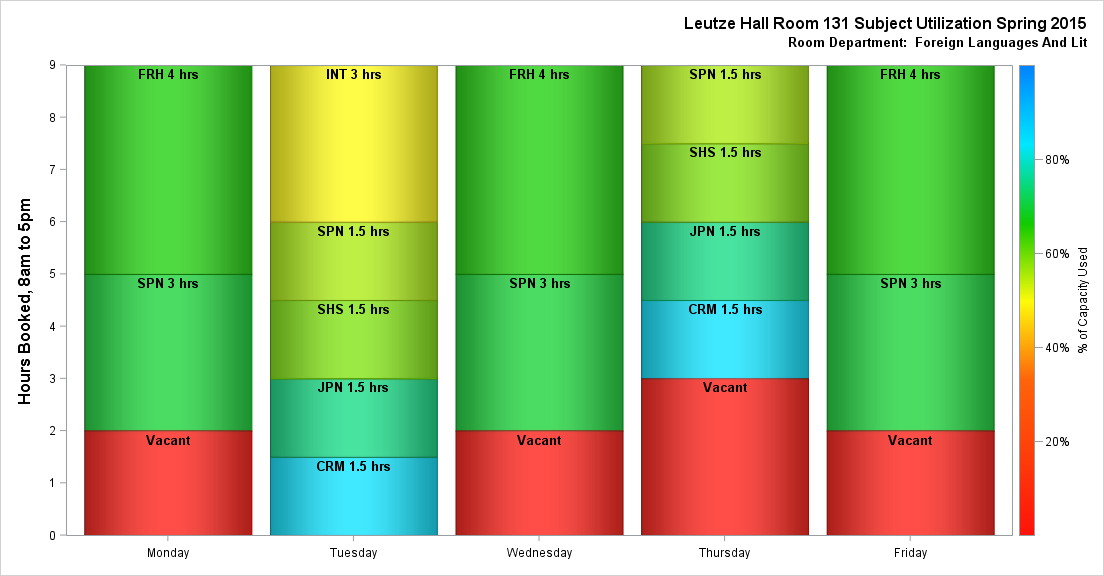 Leutze Hall Room 131 Subject Utilization Spring 2015
Room Department:  Foreign Languages And Lit
Hours Booked, 8am to 5pm
9
8
7
6
5
4
3
2
1
0
FRH 4 hrs
SPN 3 hrs
Vacant
Monday
INT 3 hrs
SPN 1.5 hrs
SHS 1.5 hrs
JPN 1.5 hrs
CRM 1.5 hrs
Tuesday
FRH 4 hrs
SPN 3 hrs
Vacant
Wednesday
SPN 1.5 hrs
SHS 1.5 hrs
JPN 1.5 hrs
CRM 1.5 hrs
Vacant
Thursday
FRH 4 hrs
SPN 3 hrs
Vacant
Friday
80%
60%
40%
20%
% of Capacity Used